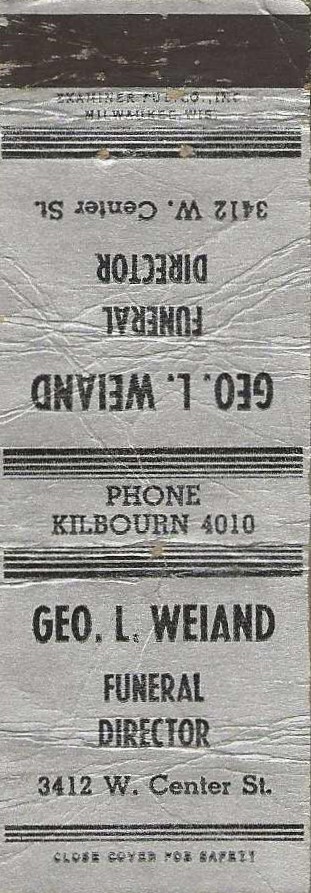 EXAMINER PUB. CO., INC.
MILWAUKEE, WIS.
3412 W. Center St.
DIRECTOR
FUNERAL
GEO. L. WEIAND
PHONE
KILBOURN 4010
GEO. L. WEIAND
FUNERAL
DIRECTOR
3412 W. Center St.
CLOSE COVER FOR SAFETY